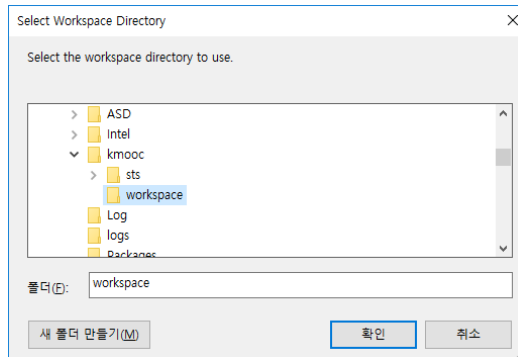 Select Workspace Directory
Select the workspace directory to use.
ASD
Intel
kmooc
sts
workspace
Log
logs
Packages
폴더(F):
workspace
새 폴더 만들기(M)
확인
취소